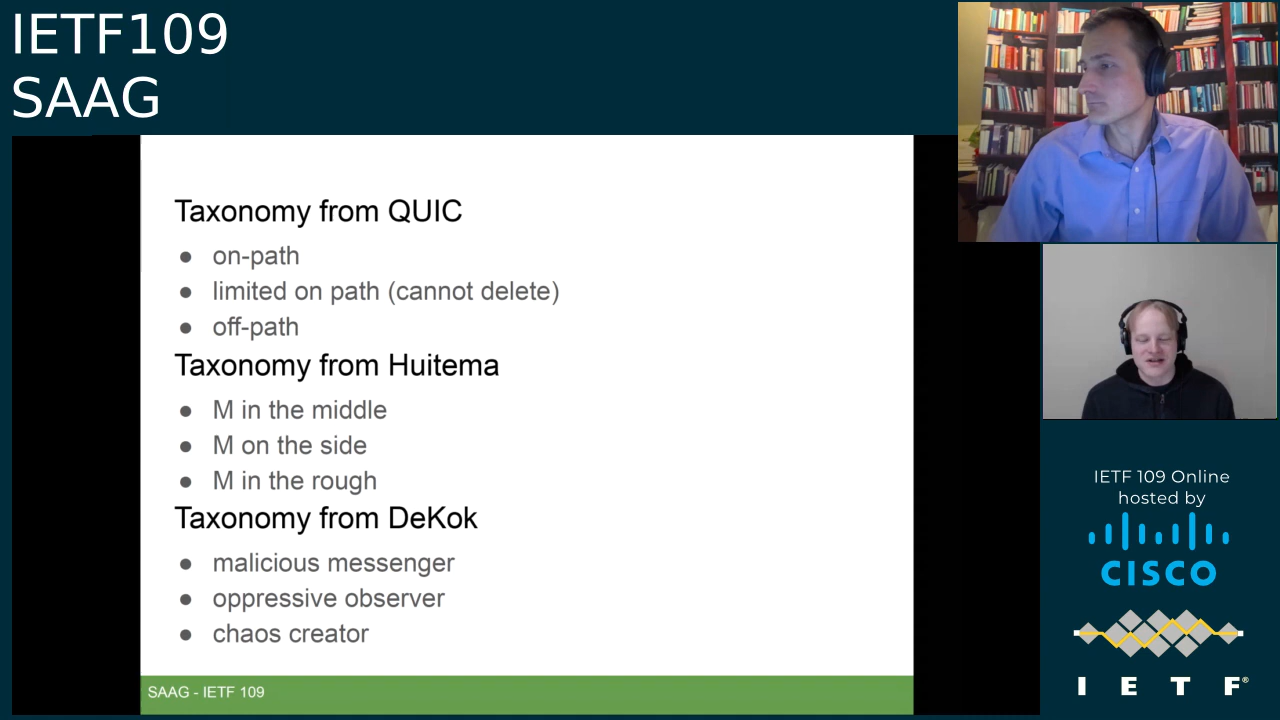 IETF109
SAAG
Taxonomy from QUIC
● on-path
● limited on path (cannot delete)
● off-path
Taxonomy from Huitema
● M in the middle
● M on the side
● M in the rough
Taxonomy from DeKok
● malicious messenger
● oppressive observer
● chaos creator
SAAG - IETF 109
IETF 109 Online
hosted by
CISCO
I E T F®